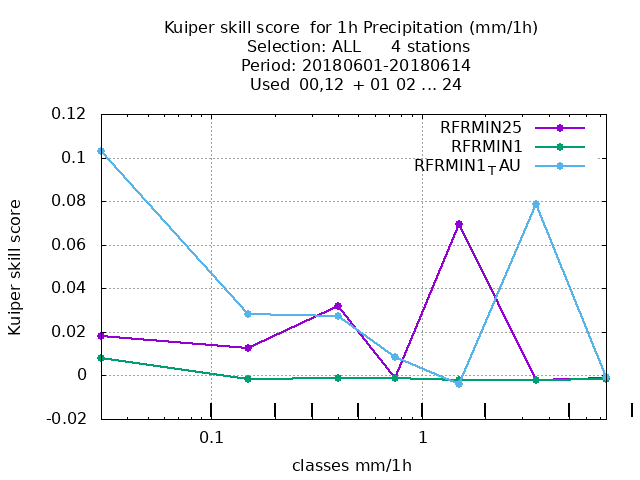 Kuiper skill score  for 1h Precipitation (mm/1h)
Selection: ALL      4 stations
Period: 20180601-20180614
Used  00,12  + 01 02 ... 24
RFRMIN25
RFRMIN1
RFRMIN1TAU
0.12
0.1
0.08
0.06
0.04
0.02
0
-0.02
Kuiper skill score
0.1 1
classes mm/1h